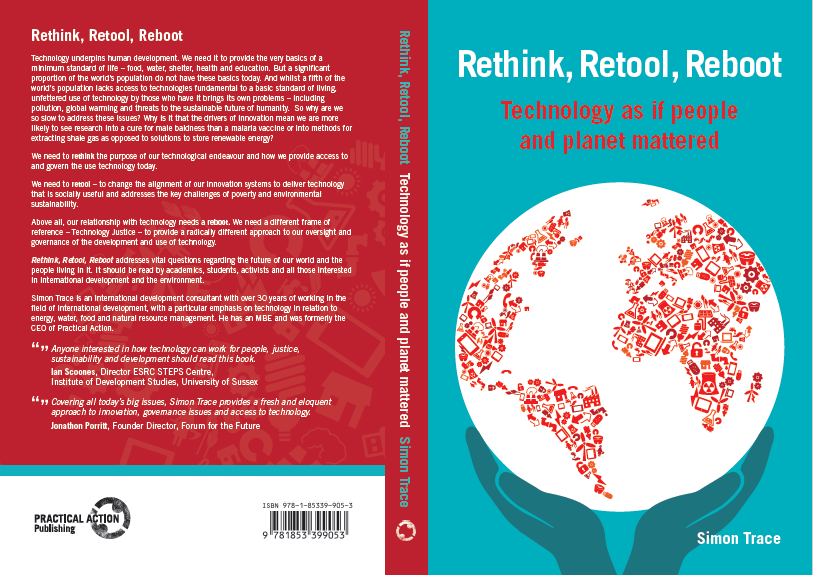 Rethink, Retool, Reboot
Technology underpins human development. We need it to provide the very basics of a
minimum standard of life – food, water, shelter, health and education. But a significant
proportion of the world's population do not have these basics today. And whilst a fifth of the
world's population lacks access to technologies fundamental to a basic standard of living,
unfettered use of technology by those who have it brings its own problems – including
pollution, global warming and threats to the sustainable future of humanity. So why are we
so slow to address these issues? Why is it that the drivers of innovation mean we are more
likely to see research into a cure for male baldness than a malaria vaccine or into methods for
extracting shale gas as opposed to solutions to store renewable energy?
We need to rethink the purpose of our technological endeavour and how we provide access to
and govern the use technology today.
We need to retool – to change the alignment of our innovation systems to deliver technology
that is socially useful and addresses the key challenges of poverty and environmental
sustainability.
Above all, our relationship with technology needs a reboot. We need a different frame of
reference – Technology Justice – to provide a radically different approach to our oversight and
governance of the development and use of technology.
Rethink, Retool, Reboot addresses vital questions regarding the future of our world and the
people living in it. It should be read by academics, students, activists and all those interested
in international development and the environment.
Simon Trace is an international development consultant with over 30 years of working in the
field of international development, with a particular emphasis on technology in relation to
energy, water, food and natural resource management. He has an MBE and was formerly the
CEO of Practical Action.
“„ Anyone interested in how technology can work for people, justice,
sustainability and development should read this book.
Ian Scoones, Director ESRC STEPS Centre,
Institute of Development Studies, University of Sussex
“„ Covering all today's big issues, Simon Trace provides a fresh and eloquent
approach to innovation, governance issues and access to technology.
Jonathon Porritt, Founder Director, Forum for the Future
PRACTICAL ACTION
Publishing
ISBN 978-1-85339-905-3
9 781853 399053
Rethink, Retool, Reboot Technology as if people and planet mattered Simon Trace
Rethink, Retool, Reboot
Technology as if people
and planet mattered
Simon Trace